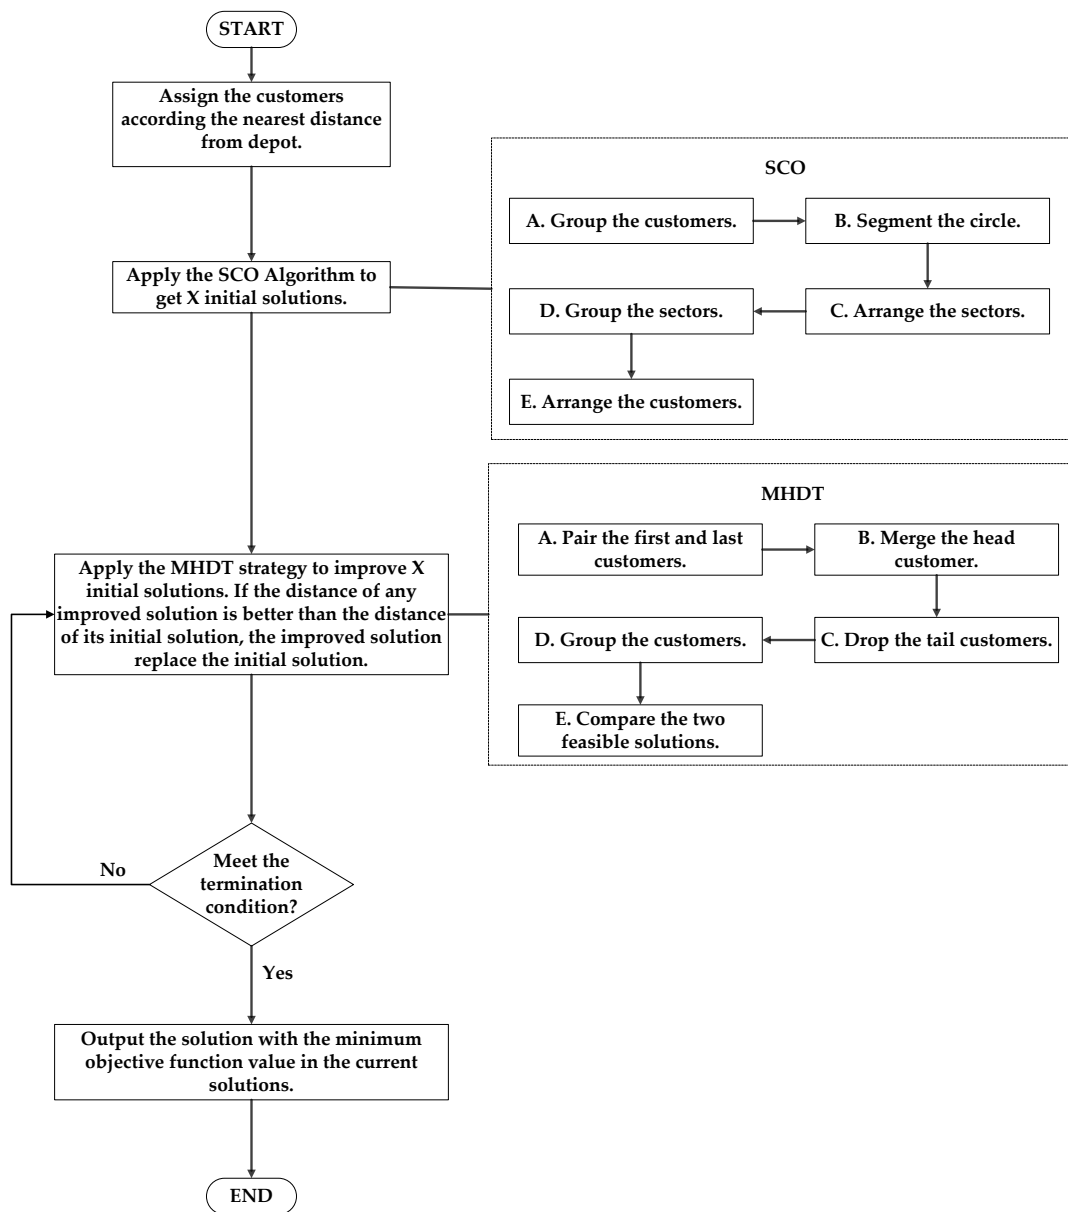 START
Assign the customers
according the nearest distance
from depot.
SCO
A. Group the customers.
B. Segment the circle.
Apply the SCO Algorithm to
get X initial solutions.
D. Group the sectors.
C. Arrange the sectors.
E. Arrange the customers.
MHDT
A. Pair the first and last
customers.
B. Merge the head
customer.
Apply the MHDT strategy to improve X
initial solutions. If the distance of any
improved solution is better than the distance
of its initial solution, the improved solution
replace the initial solution.
D. Group the customers.
C. Drop the tail customers.
E. Compare the two
feasible solutions.
No
Meet the
termination
condition?
Yes
Output the solution with the minimum
objective function value in the current
solutions.
END